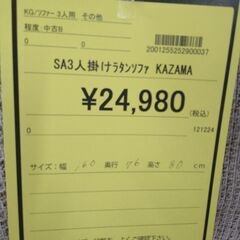 KG/ソファー3人用 その他
程度 中古B
0
2001255252900037
SA3人掛けラタンソファ KAZAMA
¥24,980
(税込)
0
121224
サイズ:幅 160 奥行 76 高さ 80 cm